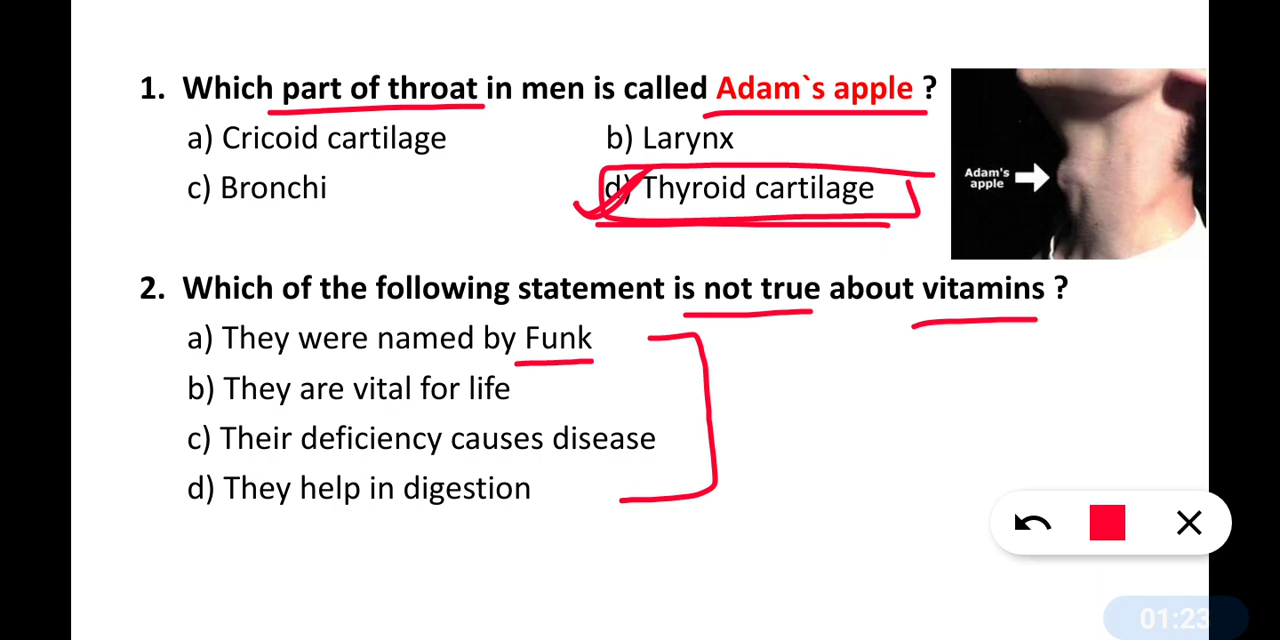 1. Which part of throat in men is called Adam`s apple ?
a) Cricoid cartilage b) Larynx
c) Bronchi d) Thyroid cartilage
Adam's
apple
2. Which of the following statement is not true about vitamins ?
a) They were named by Funk
b) They are vital for life
c) Their deficiency causes disease
d) They help in digestion
01:23